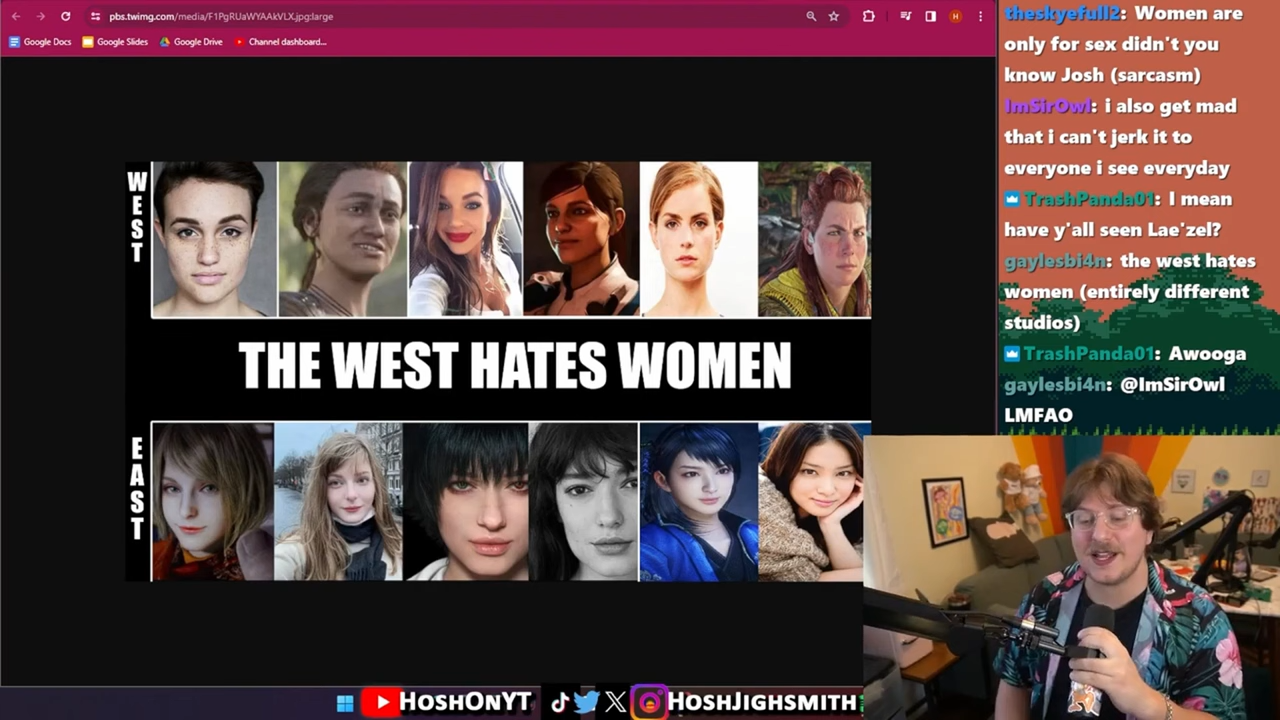 pbs.twimg.com/media/F1PgRUaWYAAkVLX.jpg:large
H
Google Docs
Google Slides
Google Drive
Channel dashboard...
WEST
THE WEST HATES WOMEN
EAST
theskyefull2: Women are
only for sex didn't you
know Josh (sarcasm)
ImSirOwl: i also get mad
that i can't jerk it to
everyone i see everyday
TrashPanda01: I mean
have y'all seen Lae'zel?
gaylesbi4n: the west hates
women (entirely different
studios)
TrashPanda01: Awooga
gaylesbi4n: @ImSirOwl
LMFAO
HoshOnYT
HoshJighsmith